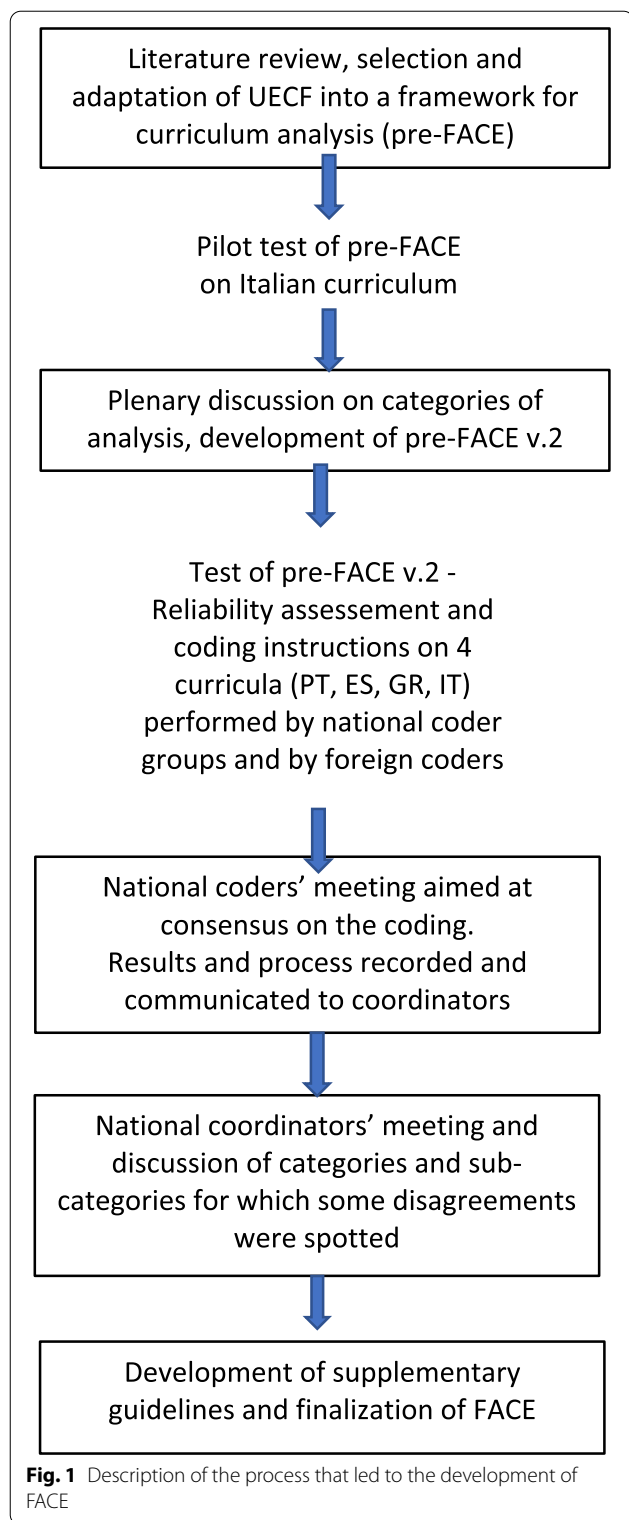 Literature review, selection and
adaptation of UECF into a framework for
curriculum analysis (pre-FACE)
Pilot test of pre-FACE
on Italian curriculum
Plenary discussion on categories of
analysis, development of pre-FACE v.2
Test of pre-FACE v.2 -
Reliability assessement and
coding instructions on 4
curricula (PT, ES, GR, IT)
performed by national coder
groups and by foreign coders
National coders’ meeting aimed at
consensus on the coding.
Results and process recorded and
communicated to coordinators
National coordinators’ meeting and
discussion of categories and sub-
categories for which some disagreements
were spotted
Development of supplementary
guidelines and finalization of FACE
Fig. 1 Description of the process that led to the development of
FACE